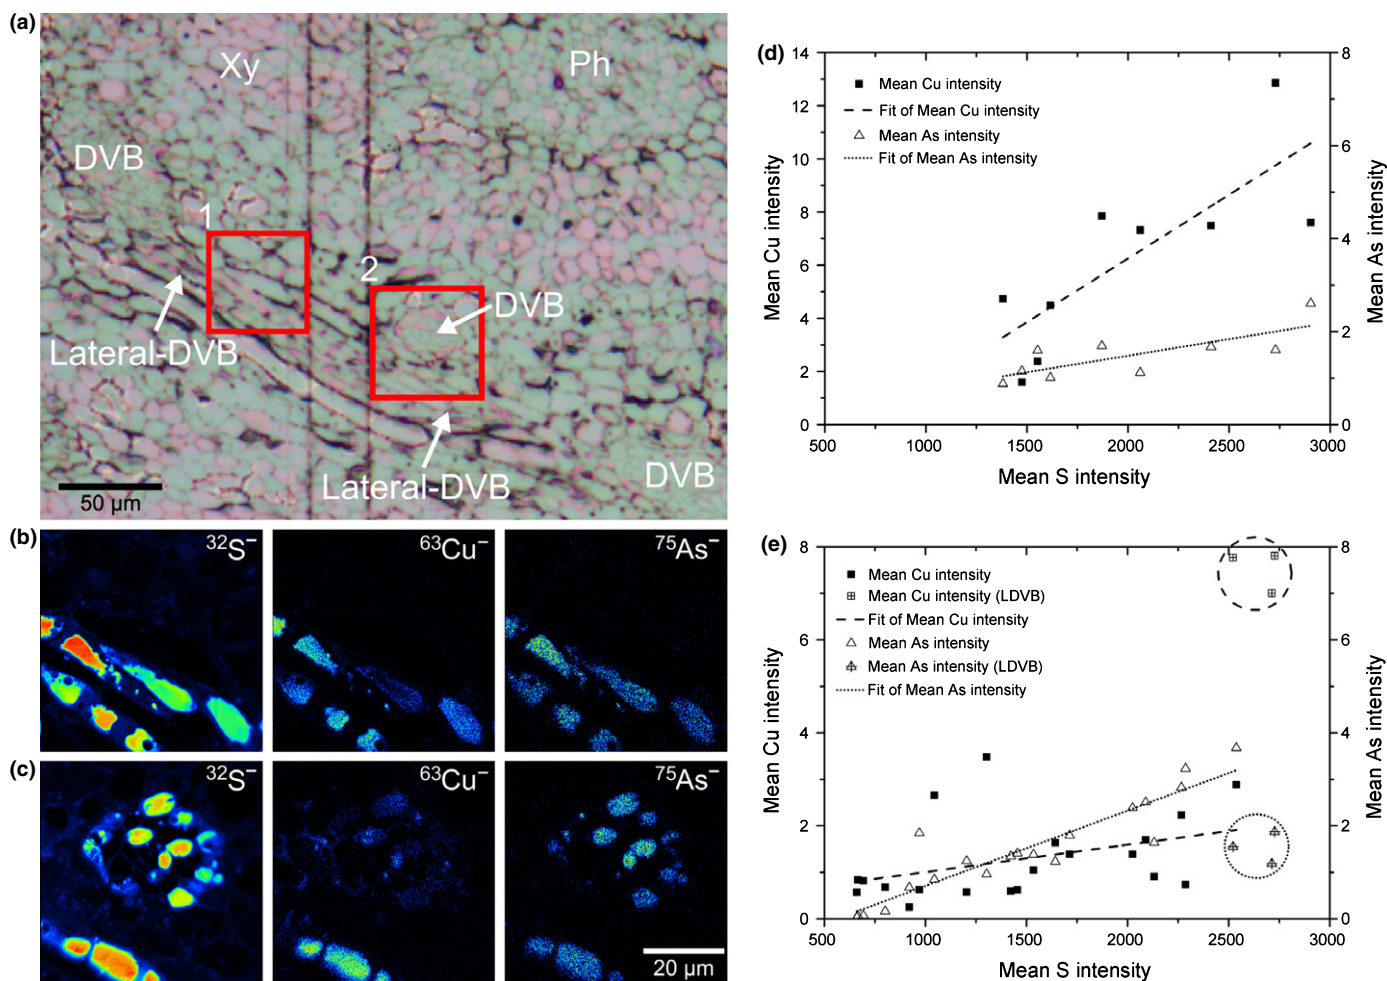 (a)
Xy
Ph
DVB
1
2
DVB
Lateral-DVB
Lateral-DVB
DVB
50 µm
(b)
32S−
63Cu−
75As−
(c)
32S−
63Cu−
75As−
20 µm
(d)
14
12
10
8
6
4
2
0
Mean Cu intensity
Mean Cu intensity
Fit of Mean Cu intensity
Mean As intensity
Fit of Mean As intensity
8
6
4
2
0
Mean As intensity
500 1000 1500 2000 2500 3000
Mean S intensity
(e)
8
6
4
2
0
Mean Cu intensity
Mean Cu intensity
Mean Cu intensity (LDVB)
Fit of Mean Cu intensity
Mean As intensity
Mean As intensity (LDVB)
Fit of Mean As intensity
8
6
4
2
0
Mean As intensity
500 1000 1500 2000 2500 3000
Mean S intensity